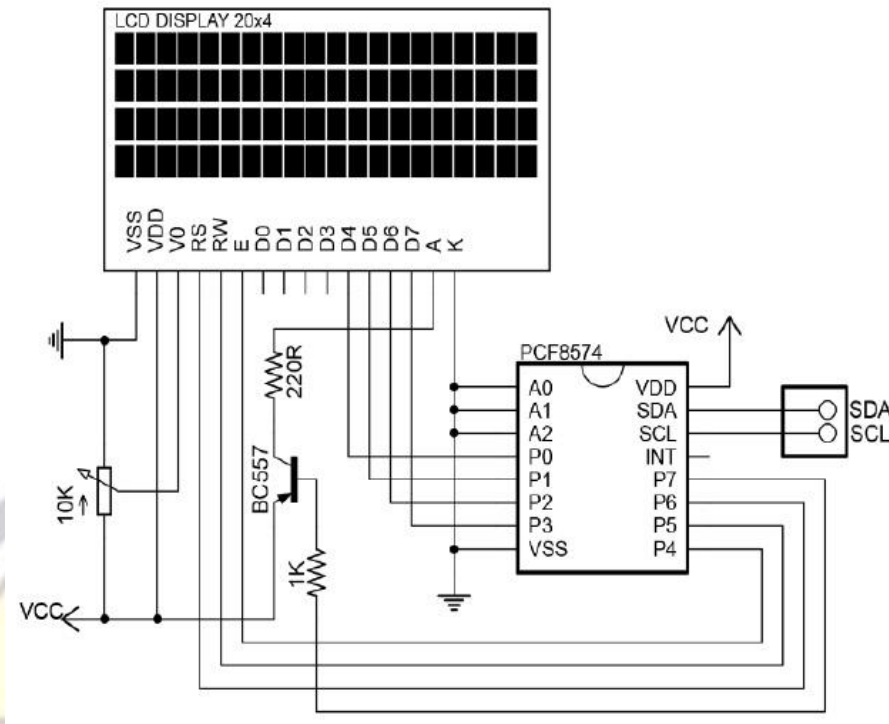 LCD DISPLAY 20x4
VSS
VDD
V0
RS
RW
E
D0
D1
D2
D3
D4
D5
D6
D7
A
K
220R
BC557
10K
1K
VCC
VCC
PCF8574
A0
A1
A2
P0
P1
P2
P3
VSS
VDD
SDA
SCL
INT
P7
P6
P5
P4
SDA
SCL